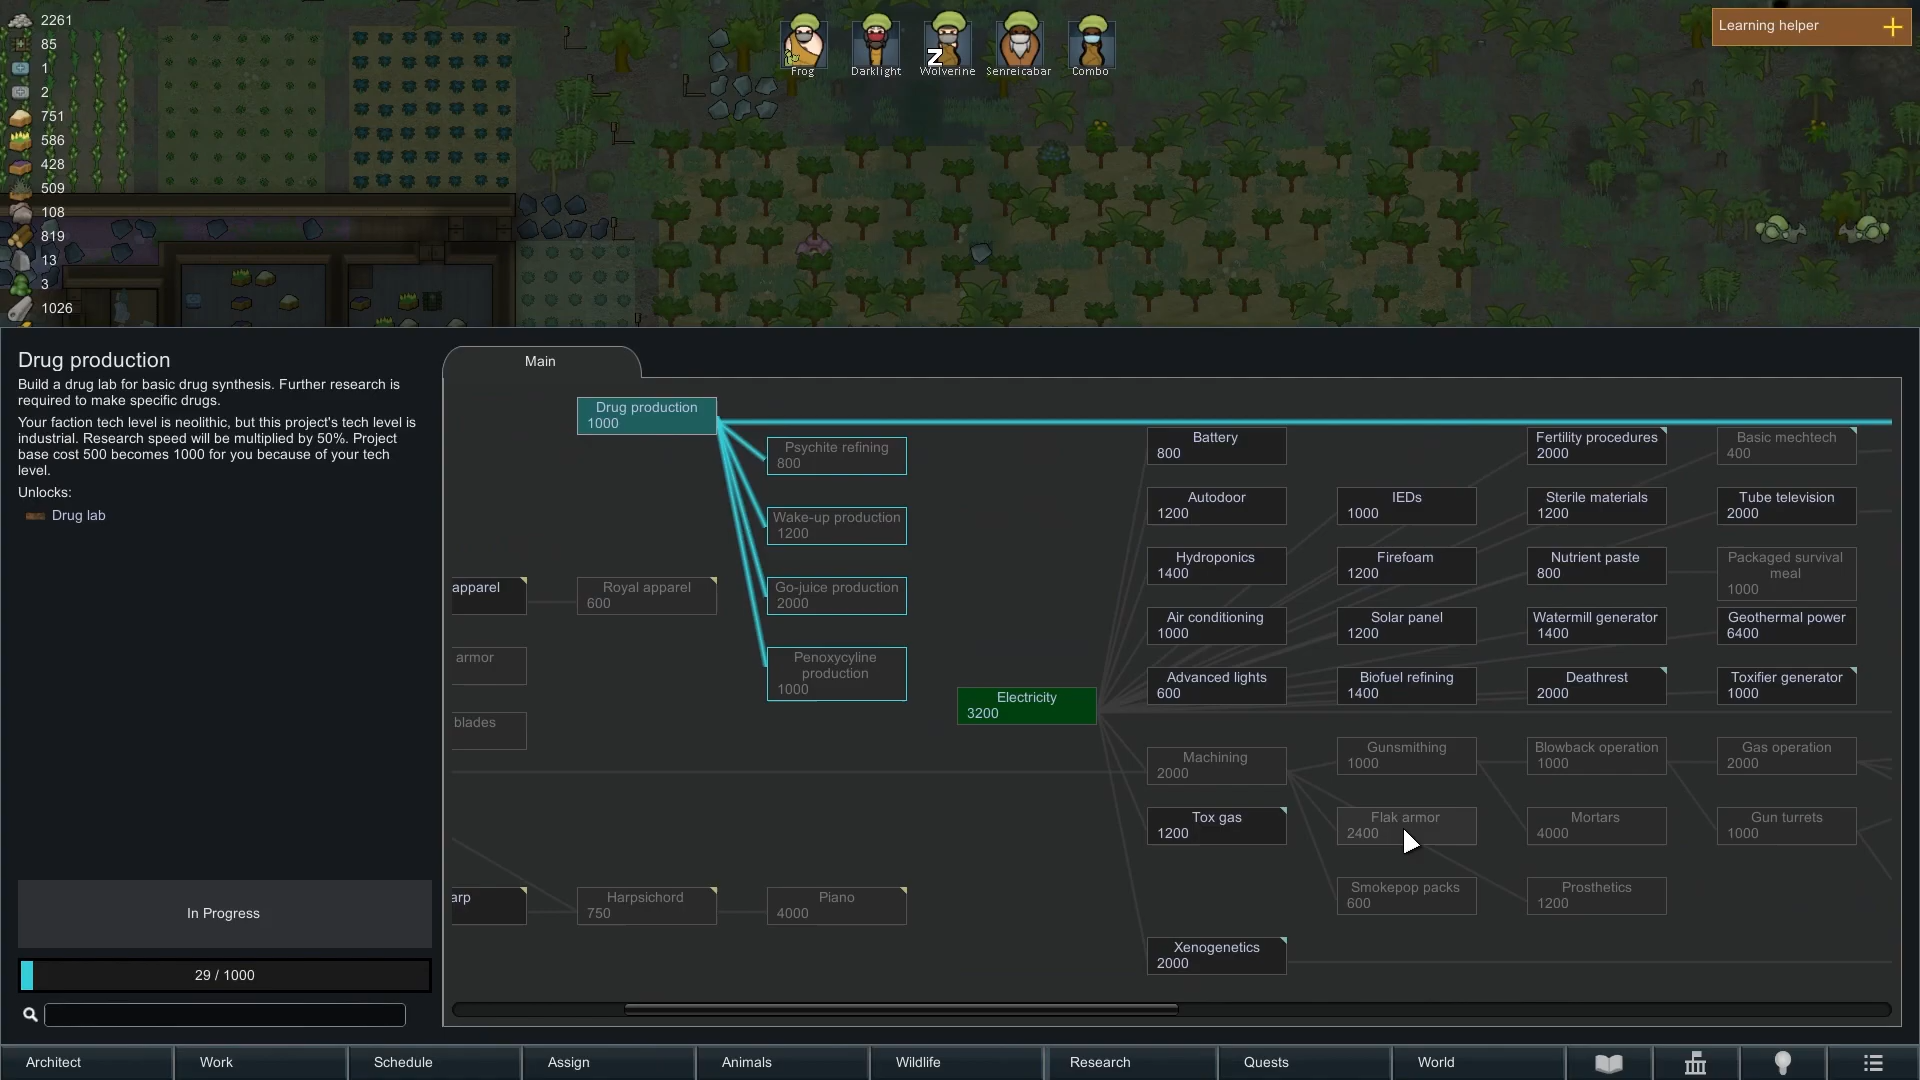 2261
85
1
2
751
586
428
509
108
819
13
3
1026
Frog
Darklight
Z
Wolverine
Senreicabar
Combo
Learning helper
Drug production
Build a drug lab for basic drug synthesis. Further research is
required to make specific drugs.
Your faction tech level is neolithic, but this project's tech level is
industrial. Research speed will be multiplied by 50%. Project
base cost 500 becomes 1000 for you because of your tech
level.
Unlocks:
Drug lab
In Progress
29 / 1000
Main
Drug production
1000
Psychite refining
800
Wake-up production
1200
Go-juice production
2000
Penoxycyline
production
1000
apparel
Royal apparel
600
armor
blades
arp
Harpsichord
750
Piano
4000
Electricity
3200
Battery
800
Fertility procedures
2000
Basic mechtech
400
Autodoor
1200
IEDs
1000
Sterile materials
1200
Tube television
2000
Hydroponics
1400
Firefoam
1200
Nutrient paste
800
Packaged survival
meal
1000
Air conditioning
1000
Solar panel
1200
Watermill generator
1400
Geothermal power
6400
Advanced lights
600
Biofuel refining
1400
Deathrest
2000
Toxifier generator
1000
Machining
2000
Gunsmithing
1000
Blowback operation
1000
Gas operation
2000
Tox gas
1200
Flak armor
2400
Mortars
4000
Gun turrets
1000
Smokepop packs
600
Prosthetics
1200
Xenogenetics
2000
Architect
Work
Schedule
Assign
Animals
Wildlife
Research
Quests
World